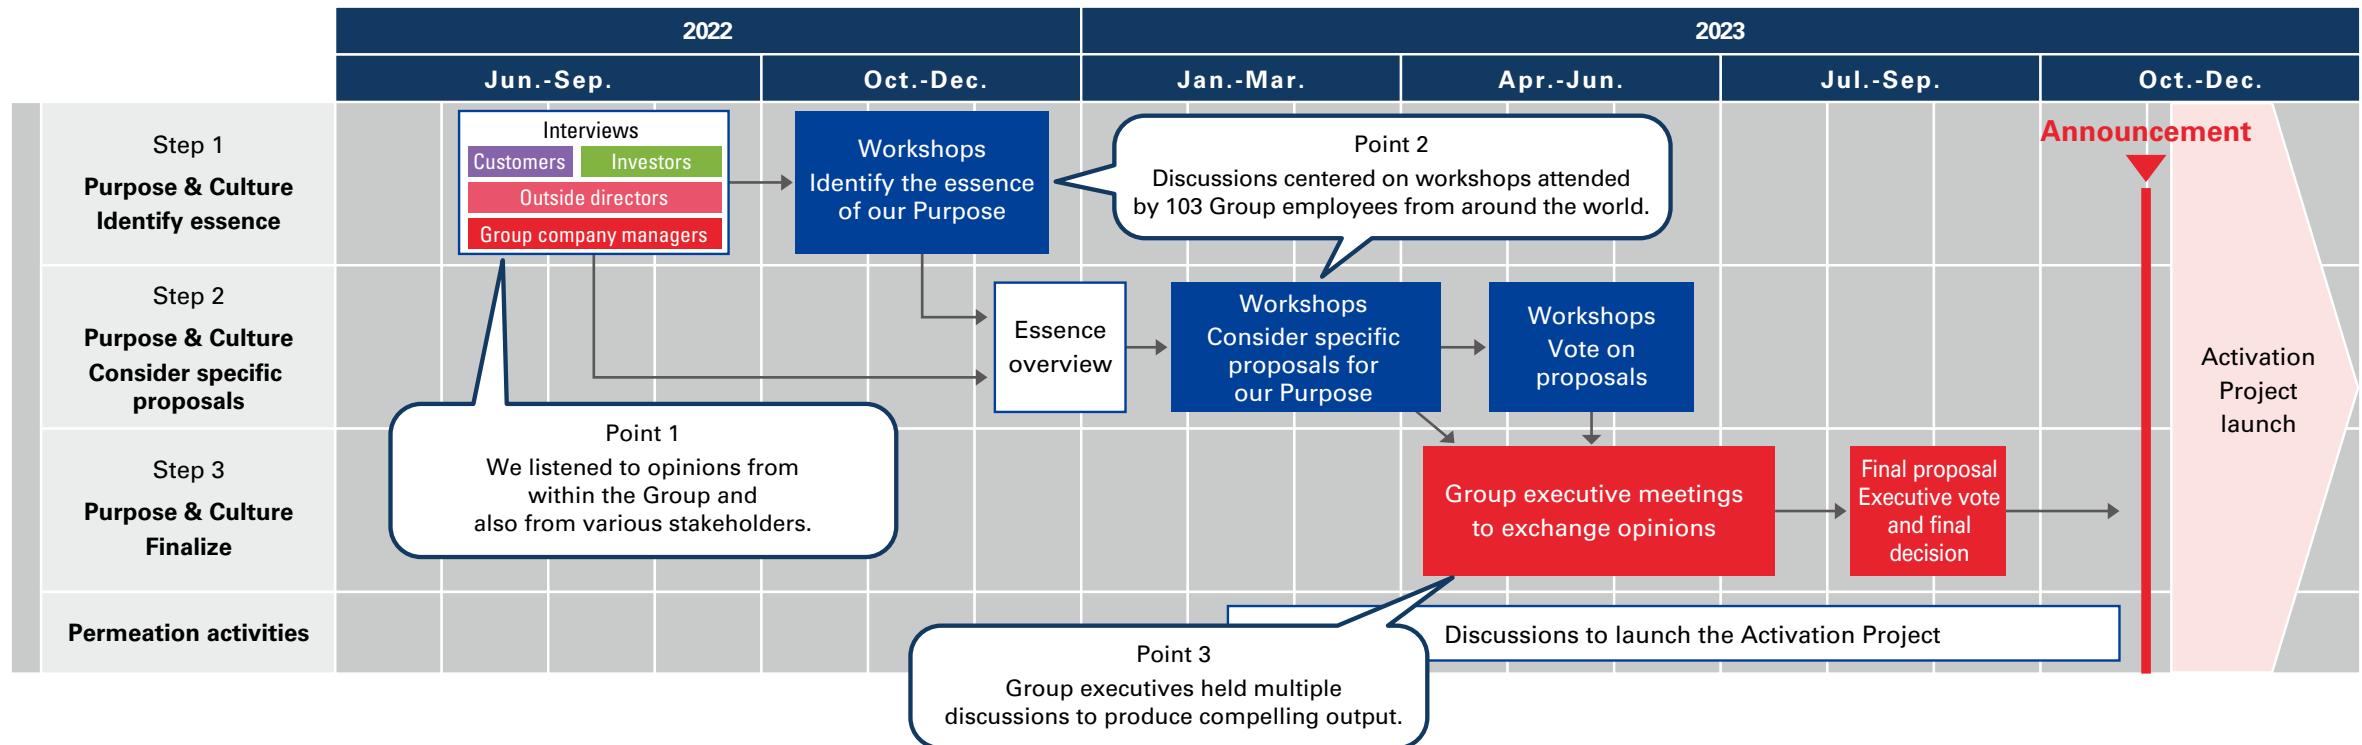 2022
2023
Jun.-Sep.
Oct.-Dec.
Jan.-Mar.
Apr.-Jun.
Jul.-Sep.
Oct.-Dec.
Step 1
Purpose & Culture
Identify essence
Interviews
Customers
Investors
Outside directors
Group company managers
Workshops
Identify the essence
of our Purpose
Point 2
Discussions centered on workshops attended
by 103 Group employees from around the world.
Announcement
Step 2
Purpose & Culture
Consider specific
proposals
Essence
overview
Workshops
Consider specific
proposals for
our Purpose
Workshops
Vote on
proposals
Activation
Project
launch
Point 1
We listened to opinions from
within the Group and
also from various stakeholders.
Step 3
Purpose & Culture
Finalize
Group executive meetings
to exchange opinions
Final proposal
Executive vote
and final
decision
Permeation activities
Discussions to launch the Activation Project
Point 3
Group executives held multiple
discussions to produce compelling output.